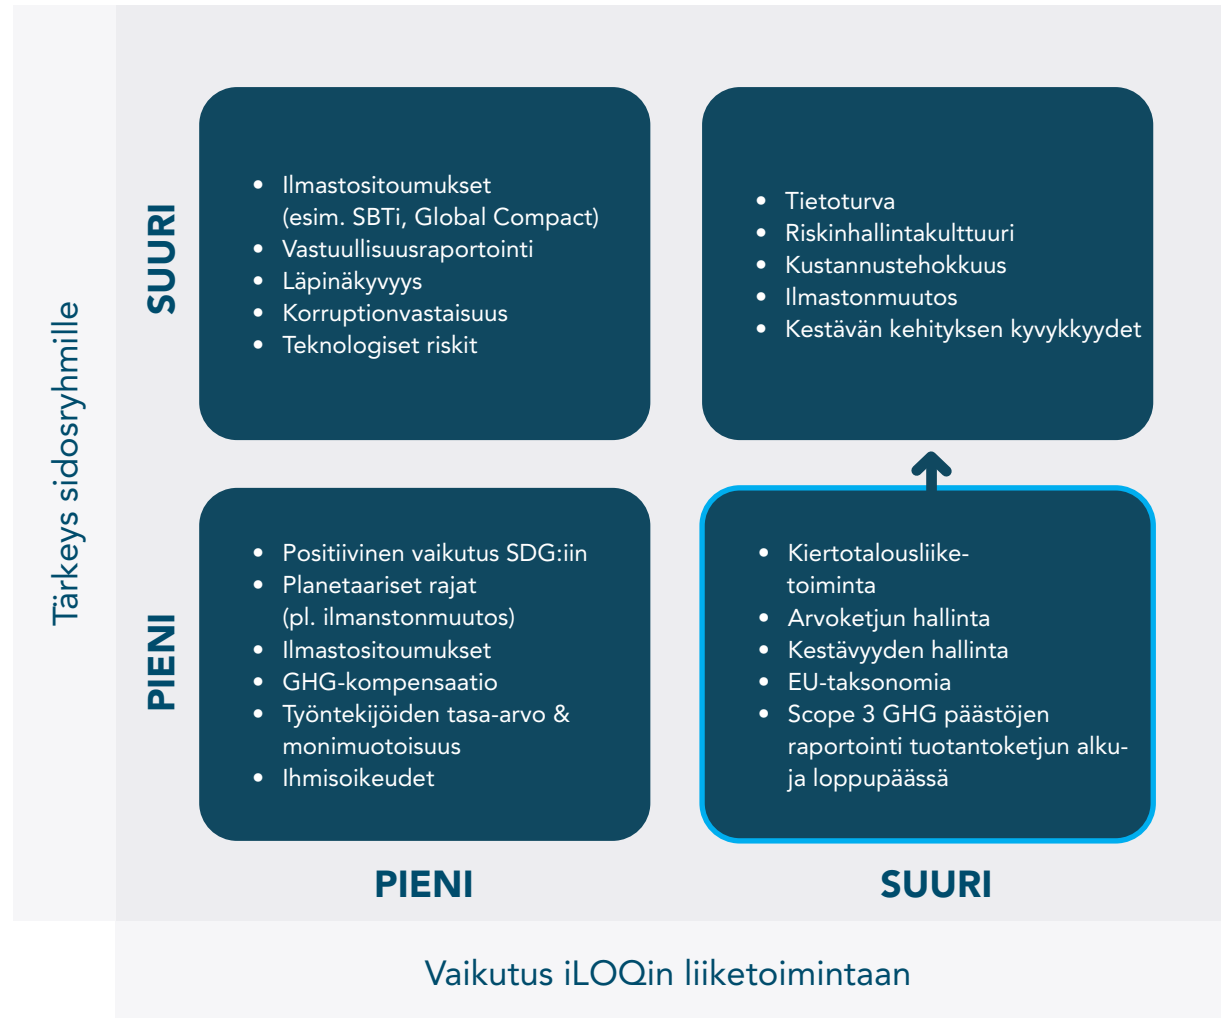 Tärkeys sidosryhmille
SUURI
• Ilmastositoumukset
(esim. SBTi, Global Compact)
• Vastuullisuusraportointi
• Läpinäkyvyys
• Korruptionvastaisuus
• Teknologiset riskit
• Tietoturva
• Riskinhallintakulttuuri
• Kustannustehokkuus
• Ilmastonmuutos
• Kestävän kehityksen kyvykkyydet
PIENI
• Positiivinen vaikutus SDG:iin
• Planetaariset rajat
(pl. ilmanstonmuutos)
• Ilmastositoumukset
• GHG-kompensaatio
• Työntekijöiden tasa-arvo &
monimuotoisuus
• Ihmisoikeudet
• Kiertotalousliike-
toiminta
• Arvoketjun hallinta
• Kestävyyden hallinta
• EU-taksonomia
• Scope 3 GHG päästöjen
raportointi tuotantoketjun alku-
ja loppupäässä
PIENI
SUURI
Vaikutus iLOQin liiketoimintaan